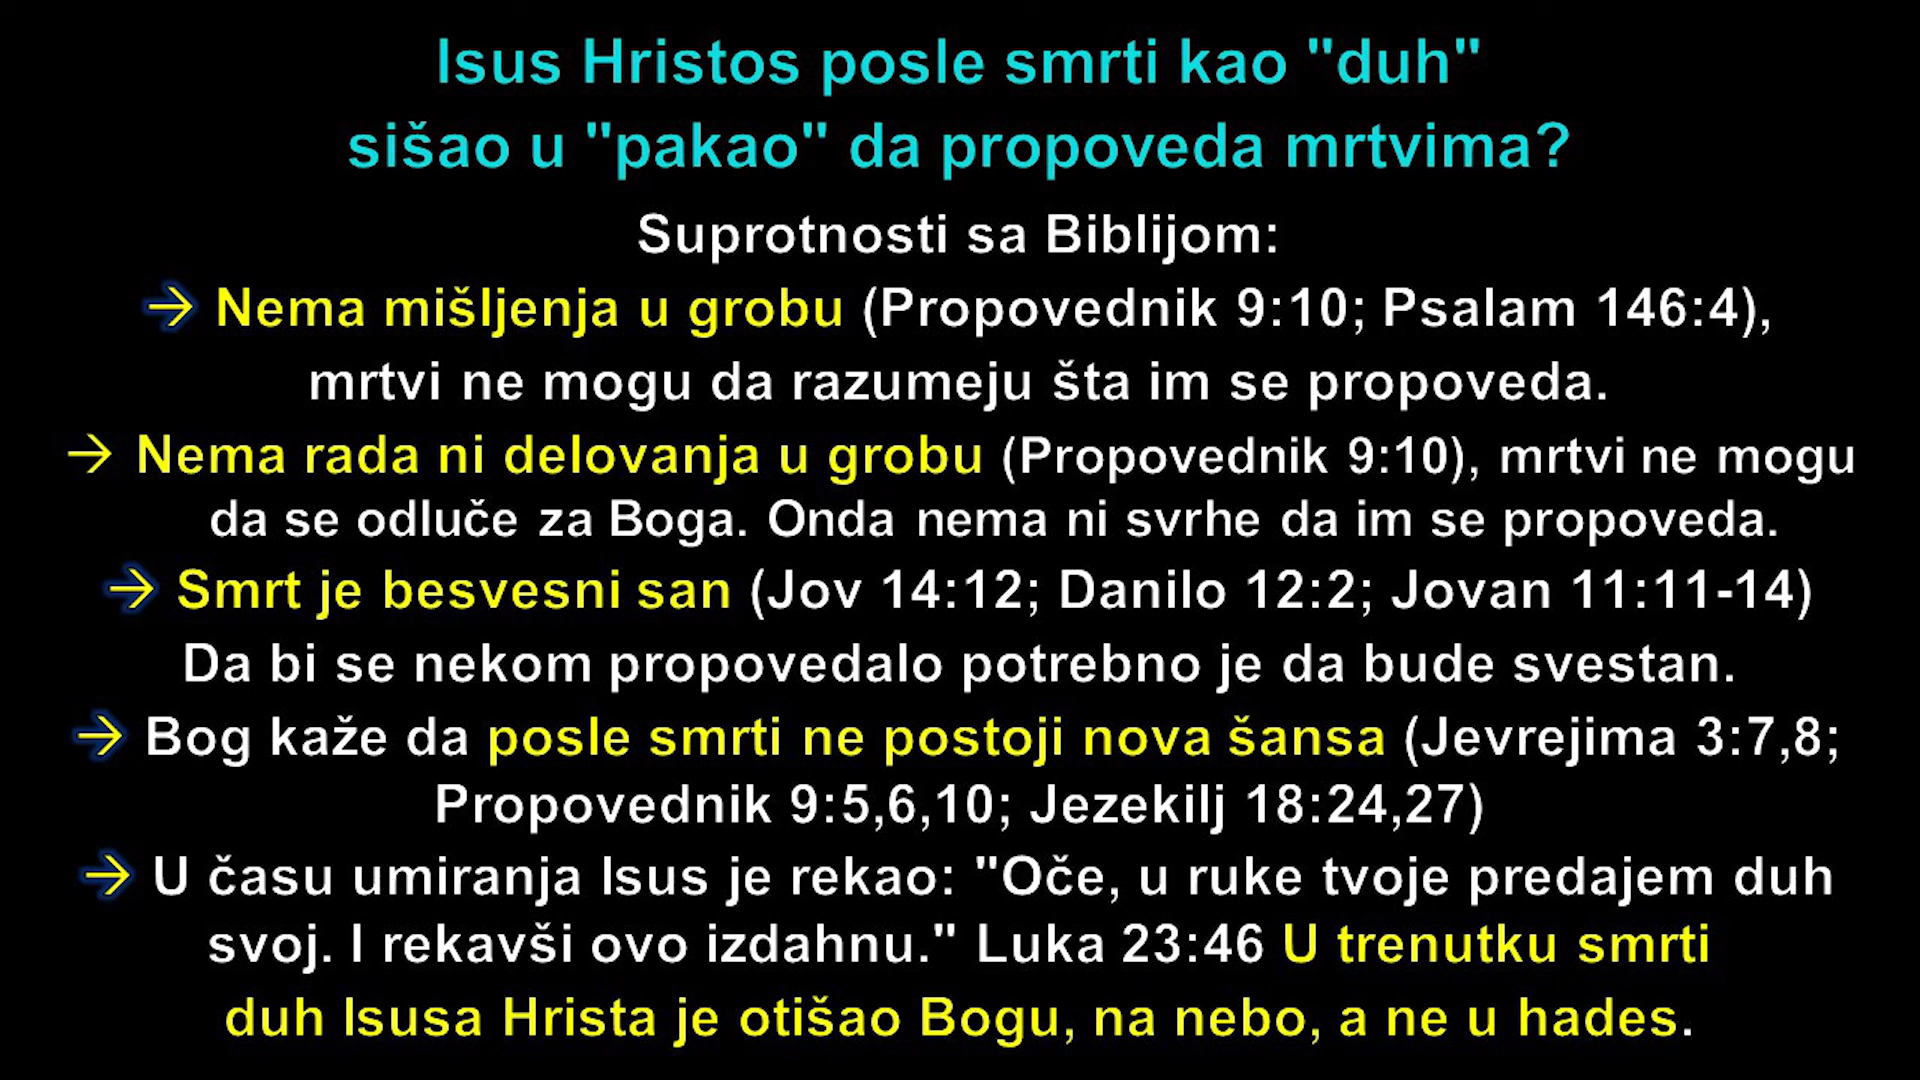 Isus Hristos posle smrti kao "duh"
sišao u "pakao" da propoveda mrtvima?
Suprotnosti sa Biblijom:
→ Nema mišljenja u grobu (Propovednik 9:10; Psalam 146:4),
mrtvi ne mogu da razumeju šta im se propoveda.
→ Nema rada ni delovanja u grobu (Propovednik 9:10), mrtvi ne mogu
da se odluče za Boga. Onda nema ni svrhe da im se propoveda.
→ Smrt je besvesni san (Jov 14:12; Danilo 12:2; Jovan 11:11-14)
Da bi se nekom propovedalo potrebno je da bude svestan.
→ Bog kaže da posle smrti ne postoji nova šansa (Jevrejima 3:7,8;
Propovednik 9:5,6,10; Jezekilj 18:24,27)
→ U času umiranja Isus je rekao: "Oče, u ruke tvoje predajem duh
svoj. I rekavši ovo izdahnu." Luka 23:46 U trenutku smrti
duh Isusa Hrista je otišao Bogu, na nebo, a ne u hades.